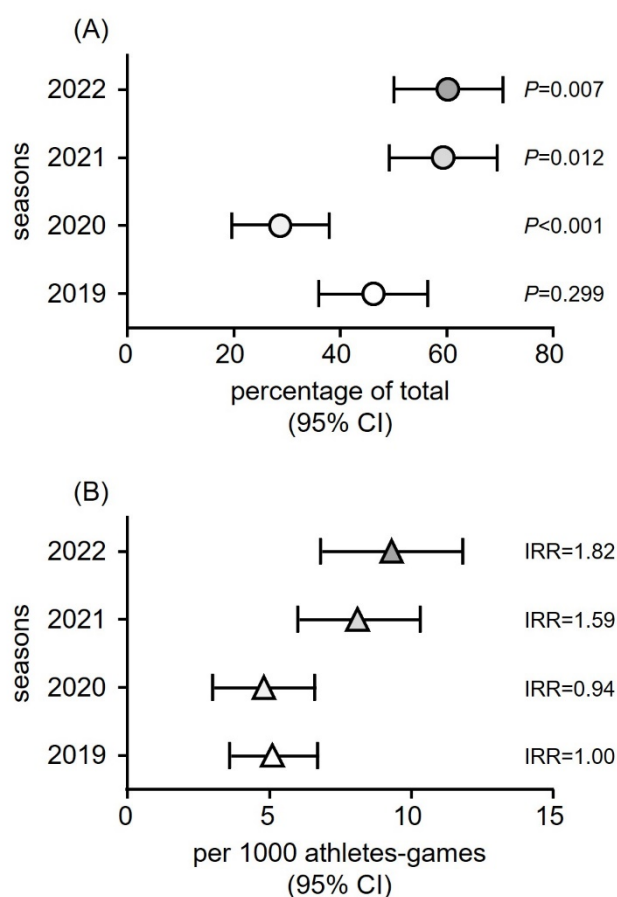 (A)
seasons
2022
P=0.007
2021
P=0.012
2020
P<0.001
2019
P=0.299
0 20 40 60 80
percentage of total
(95% CI)
(B)
seasons
2022
IRR=1.82
2021
IRR=1.59
2020
IRR=0.94
2019
IRR=1.00
0 5 10 15
per 1000 athletes-games
(95% CI)